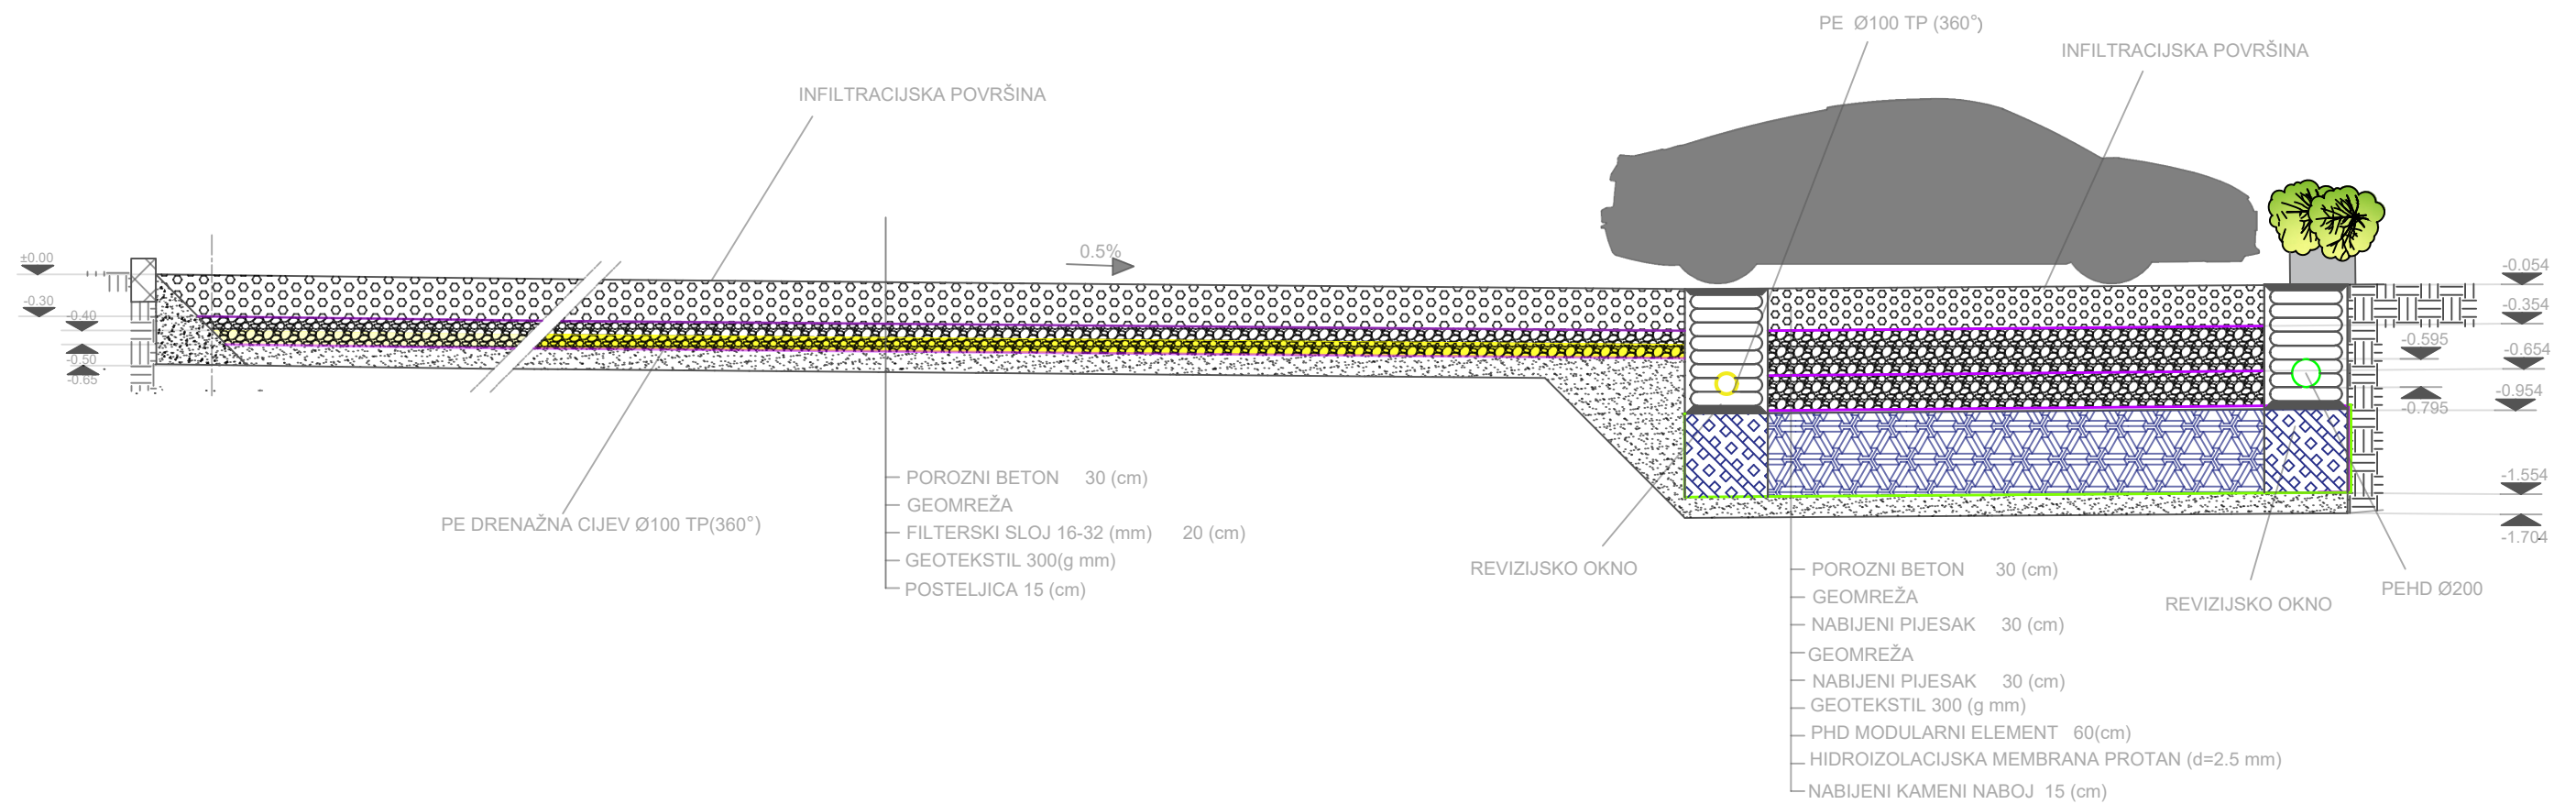 PE Ø100 TP (360°)
INFILTRACIJSKA POVRŠINA
INFILTRACIJSKA POVRŠINA
0.5%
±0.00
-0.30
-0.40
-0.50
-0.65
-0.054
-0.354
-0.595
-0.654
-0.954
-0.795
-1.554
-1.704
POROZNI BETON 30 (cm)
GEOMREŽA
FILTERSKI SLOJ 16-32 (mm) 20 (cm)
GEOTEKSTIL 300(g mm)
POSTELJICA 15 (cm)
PE DRENAŽNA CIJEV Ø100 TP(360°)
REVIZIJSKO OKNO
POROZNI BETON 30 (cm)
GEOMREŽA
NABIJENI PIJESAK 30 (cm)
GEOMREŽA
NABIJENI PIJESAK 30 (cm)
GEOTEKSTIL 300 (g mm)
PHD MODULARNI ELEMENT 60(cm)
HIDROIZOLACIJSKA MEMBRANA PROTAN (d=2.5 mm)
NABIJENI KAMENI NABOJ 15 (cm)
REVIZIJSKO OKNO
PEHD Ø200